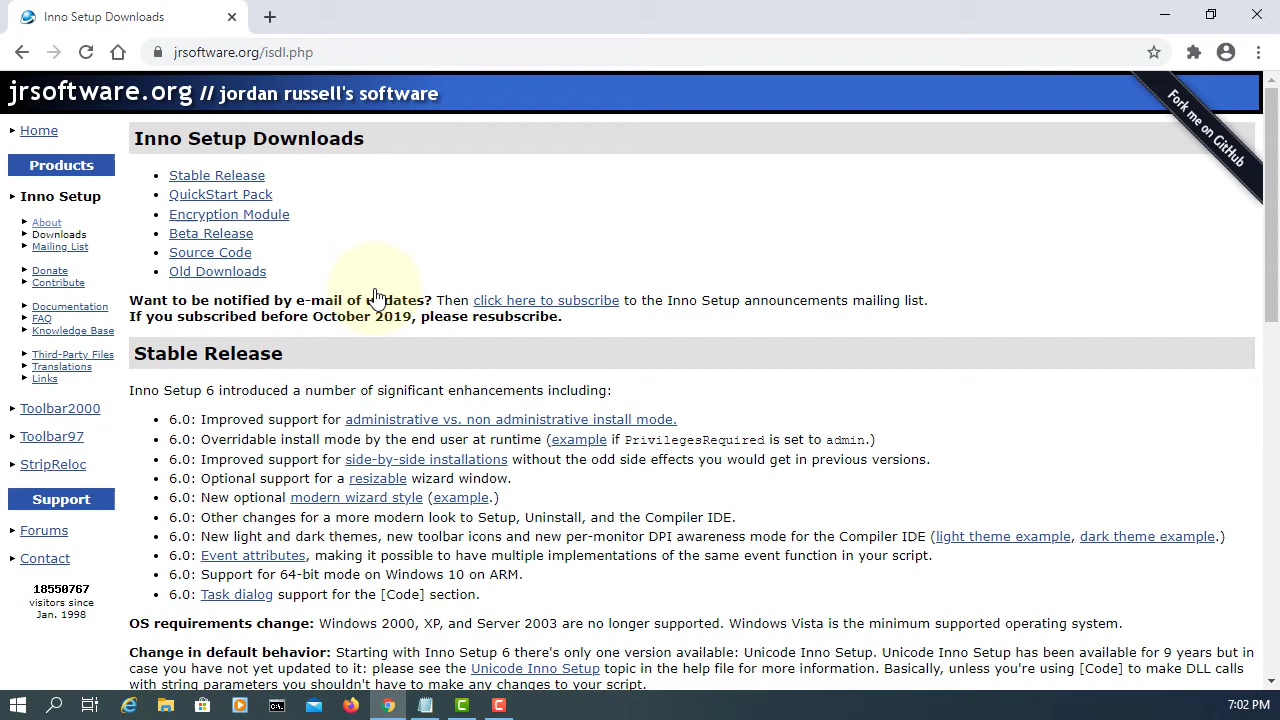 Inno Setup Downloads
jrsoftware.org/isdl.php
jrsoftware.org // jordan russell's software
Fork me on GitHub
Home
Products
Inno Setup
About
Downloads
Mailing List
Donate
Contribute
Documentation
FAQ
Knowledge Base
Third-Party Files
Translations
Links
Toolbar2000
Toolbar97
StripReloc
Support
Forums
Contact
18550767
visitors since
Jan. 1998
Inno Setup Downloads
Stable Release
QuickStart Pack
Encryption Module
Beta Release
Source Code
Old Downloads
Want to be notified by e-mail of updates? Then click here to subscribe to the Inno Setup announcements mailing list.
If you subscribed before October 2019, please resubscribe.
Stable Release
Inno Setup 6 introduced a number of significant enhancements including:
6.0: Improved support for administrative vs. non administrative install mode.
6.0: Overridable install mode by the end user at runtime (example if PrivilegesRequired is set to admin.)
6.0: Improved support for side-by-side installations without the odd side effects you would get in previous versions.
6.0: Optional support for a resizable wizard window.
6.0: New optional modern wizard style (example.)
6.0: Other changes for a more modern look to Setup, Uninstall, and the Compiler IDE.
6.0: New light and dark themes, new toolbar icons and new per-monitor DPI awareness mode for the Compiler IDE (light theme example, dark theme example.)
6.0: Event attributes, making it possible to have multiple implementations of the same event function in your script.
6.0: Support for 64-bit mode on Windows 10 on ARM.
6.0: Task dialog support for the [Code] section.
OS requirements change: Windows 2000, XP, and Server 2003 are no longer supported. Windows Vista is the minimum supported operating system.
Change in default behavior: Starting with Inno Setup 6 there's only one version available: Unicode Inno Setup. Unicode Inno Setup has been available for 9 years but in
case you have not yet updated to it: please see the Unicode Inno Setup topic in the help file for more information. Basically, unless you're using [Code] to make DLL calls
with string parameters you shouldn't have to make any changes to your script.
7:02 PM